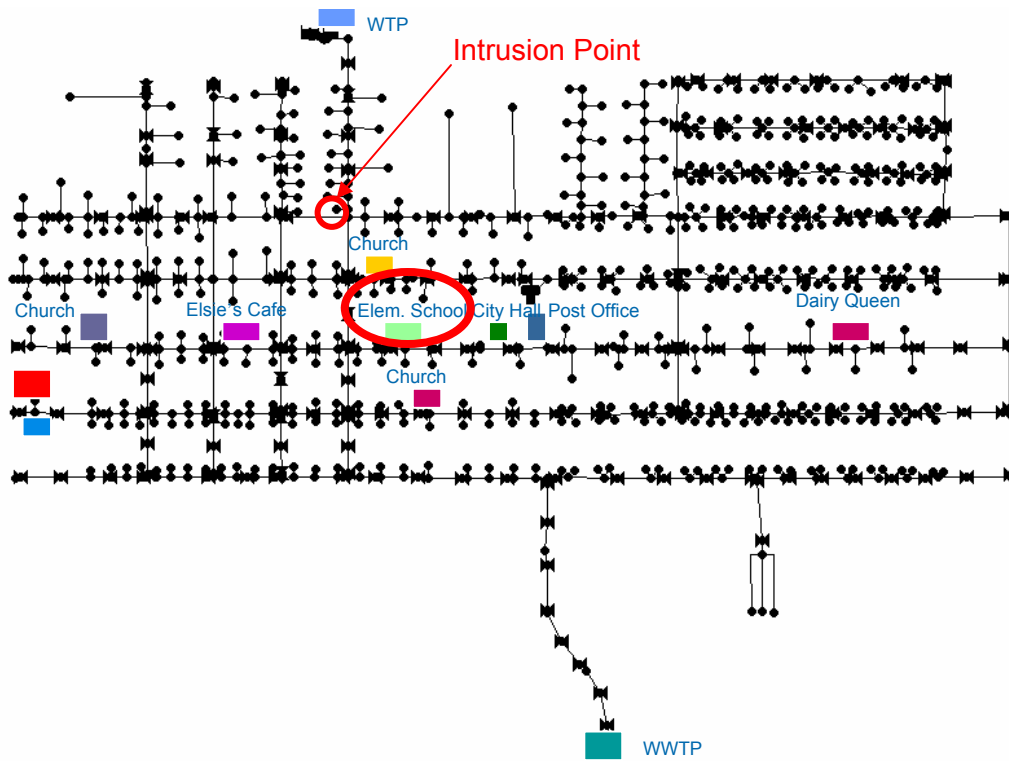 WTP
Intrusion Point
Church
Church
Elsie's Cafe
Elem. School
City Hall
Post Office
Dairy Queen
Church
WWTP